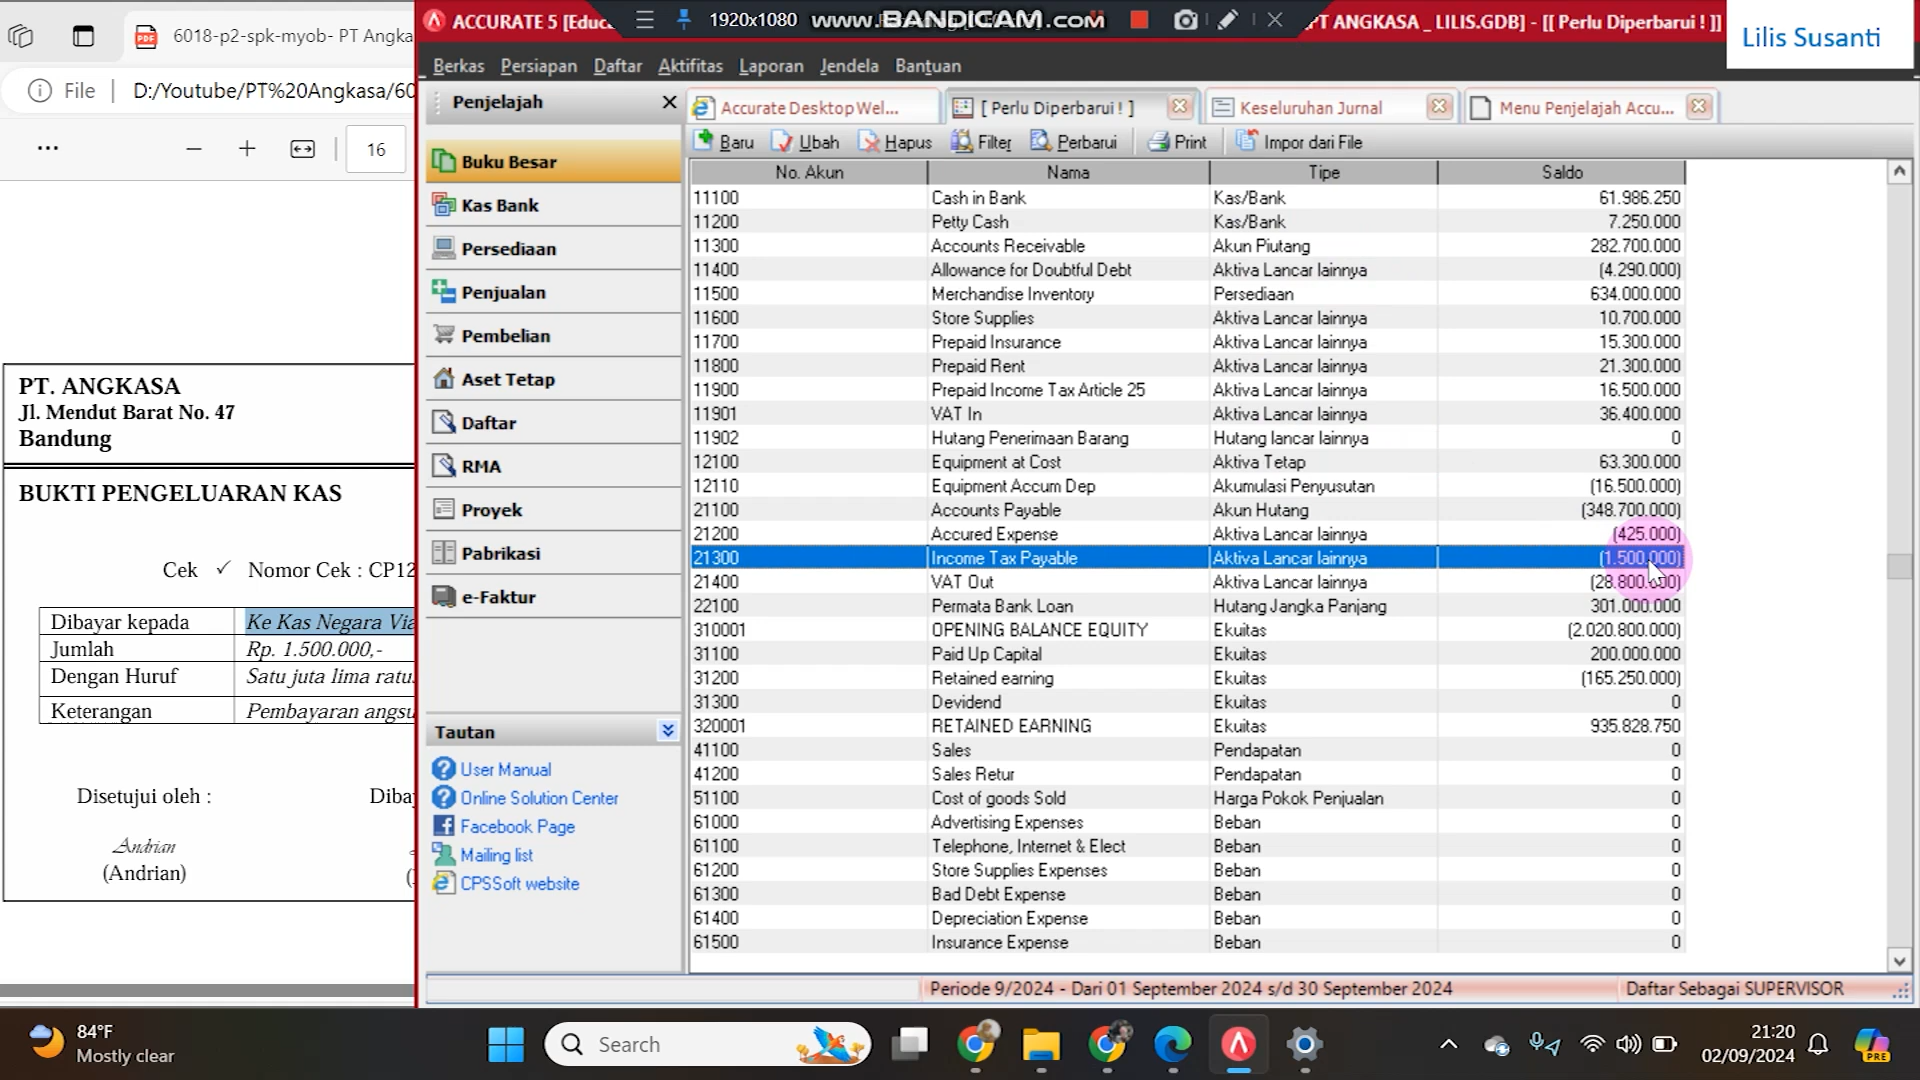 6018-p2-spk-myob- PT Angka
File
D:/Youtube/PT%20Angkasa/60
16
PT. ANGKASA
Jl. Mendut Barat No. 47
Bandung
BUKTI PENGELUARAN KAS
Cek ✓ Nomor Cek : CP12
Dibayar kepada Ke Kas Negara Via
Jumlah Rp. 1.500.000,-
Dengan Huruf Satu juta lima ratu
Keterangan Pembayaran angsu
Disetujui oleh : Diba
Andrian
(Andrian)
ACCURATE 5 [Educ
1920x1080
www.BANDICAM.com
PT ANGKASA _ LILIS.GDB] - [[ Perlu Diperbarui ! ]]
Lilis Susanti
Berkas Persiapan Daftar Aktifitas Laporan Jendela Bantuan
Penjelajah
Accurate Desktop Wel...
[ Perlu Diperbarui ! ]
Keseluruhan Jurnal
Menu Penjelajah Accu...
Baru Ubah Hapus Filter Perbarui Print Impor dari File
Buku Besar
Kas Bank
Persediaan
Penjualan
Pembelian
Aset Tetap
Daftar
RMA
Proyek
Pabrikasi
e-Faktur
Tautan
User Manual
Online Solution Center
Facebook Page
Mailing list
CPSSoft website
No. Akun Nama Tipe Saldo
11100 Cash in Bank Kas/Bank 61.986.250
11200 Petty Cash Kas/Bank 7.250.000
11300 Accounts Receivable Akun Piutang 282.700.000
11400 Allowance for Doubtful Debt Aktiva Lancar lainnya (4.290.000)
11500 Merchandise Inventory Persediaan 634.000.000
11600 Store Supplies Aktiva Lancar lainnya 10.700.000
11700 Prepaid Insurance Aktiva Lancar lainnya 15.300.000
11800 Prepaid Rent Aktiva Lancar lainnya 21.300.000
11900 Prepaid Income Tax Article 25 Aktiva Lancar lainnya 16.500.000
11901 VAT In Aktiva Lancar lainnya 36.400.000
11902 Hutang Penerimaan Barang Hutang lancar lainnya 0
12100 Equipment at Cost Aktiva Tetap 63.300.000
12110 Equipment Accum Dep Akumulasi Penyusutan (16.500.000)
21100 Accounts Payable Akun Hutang (348.700.000)
21200 Accured Expense Aktiva Lancar lainnya (425.000)
21300 Income Tax Payable Aktiva Lancar lainnya (1.500.000)
21400 VAT Out Aktiva Lancar lainnya (28.800.000)
22100 Permata Bank Loan Hutang Jangka Panjang 301.000.000
310001 OPENING BALANCE EQUITY Ekuitas (2.020.800.000)
31100 Paid Up Capital Ekuitas 200.000.000
31200 Retained earning Ekuitas (165.250.000)
31300 Devidend Ekuitas 0
320001 RETAINED EARNING Ekuitas 935.828.750
41100 Sales Pendapatan 0
41200 Sales Retur Pendapatan 0
51100 Cost of goods Sold Harga Pokok Penjualan 0
61000 Advertising Expenses Beban 0
61100 Telephone, Internet & Elect Beban 0
61200 Store Supplies Expenses Beban 0
61300 Bad Debt Expense Beban 0
61400 Depreciation Expense Beban 0
61500 Insurance Expense Beban 0
Periode 9/2024 - Dari 01 September 2024 s/d 30 September 2024
Daftar Sebagai SUPERVISOR
84°F
Mostly clear
Search
21:20
02/09/2024
PRE